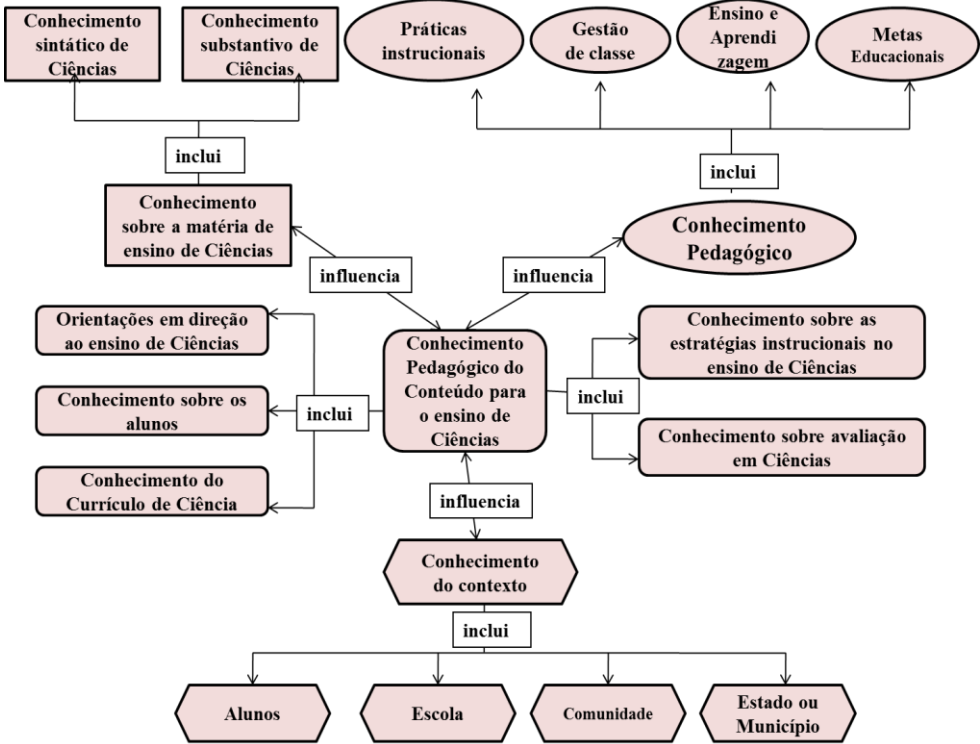 Conhecimento
sintático de
Ciências
Conhecimento
substantivo de
Ciências
Práticas
instrucionais
Gestão
de classe
Ensino e
Aprendi
zagem
Metas
Educacionais
inclui
inclui
Conhecimento
sobre a matéria de
ensino de Ciências
Conhecimento
Pedagógico
influencia
influencia
Orientações em direção
ao ensino de Ciências
Conhecimento sobre os
alunos
Conhecimento do
Currículo de Ciência
inclui
Conhecimento
Pedagógico do
Conteúdo para
o ensino de
Ciências
inclui
Conhecimento sobre as
estratégias instrucionais no
ensino de Ciências
Conhecimento sobre avaliação
em Ciências
influencia
Conhecimento
do contexto
inclui
Alunos
Escola
Comunidade
Estado ou
Município